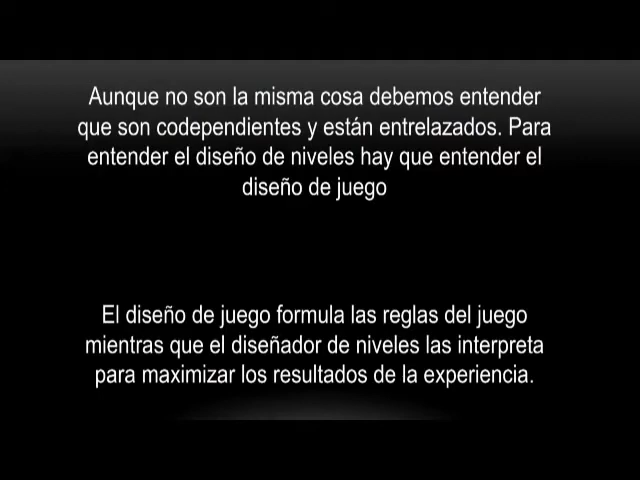 Aunque no son la misma cosa debemos entender
que son codependientes y están entrelazados. Para
entender el diseño de niveles hay que entender el
diseño de juego
El diseño de juego formula las reglas del juego
mientras que el diseñador de niveles las interpreta
para maximizar los resultados de la experiencia.